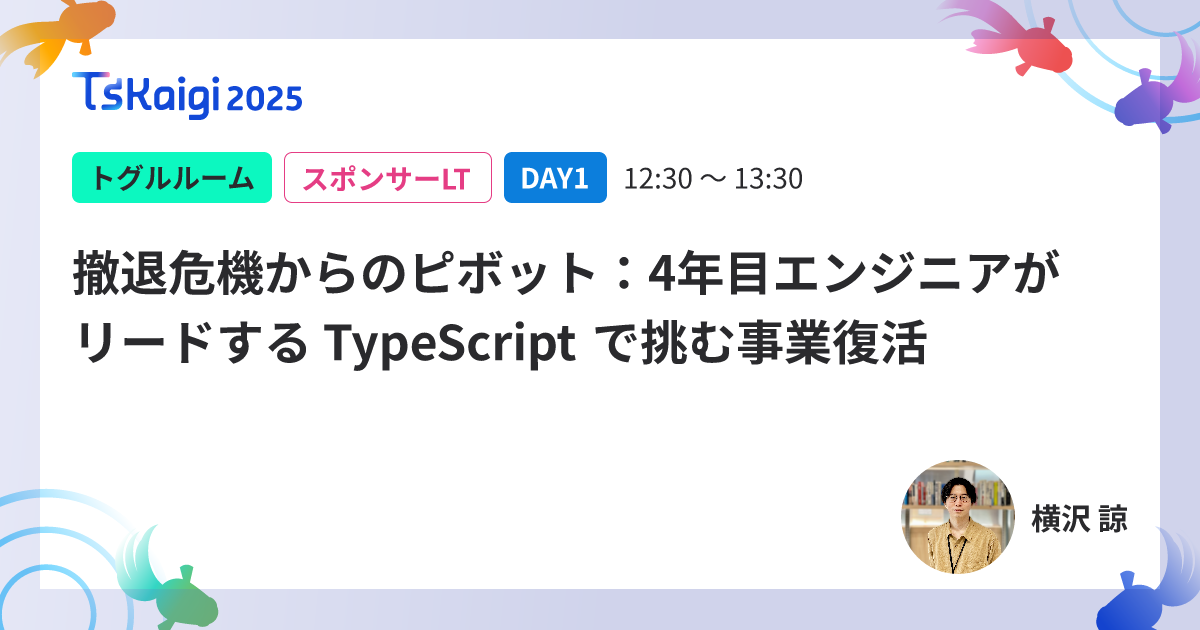 TsKaigi 2025
トグルルーム スポンサーLT DAY1 12:30 〜 13:30
撤退危機からのピボット：4年目エンジニアが
リードする TypeScript で挑む事業復活
横沢 諒